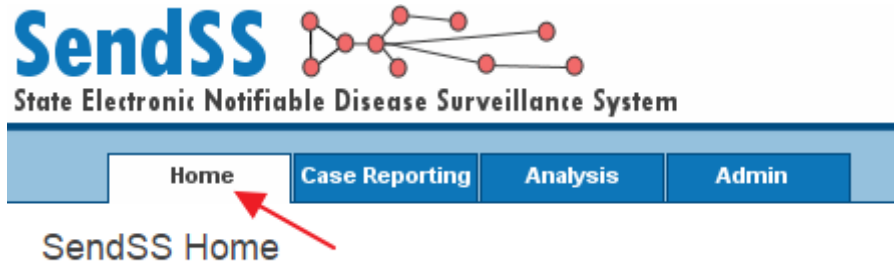 SendSS
State Electronic Notifiable Disease Surveillance System
Home Case Reporting Analysis Admin
SendSS Home